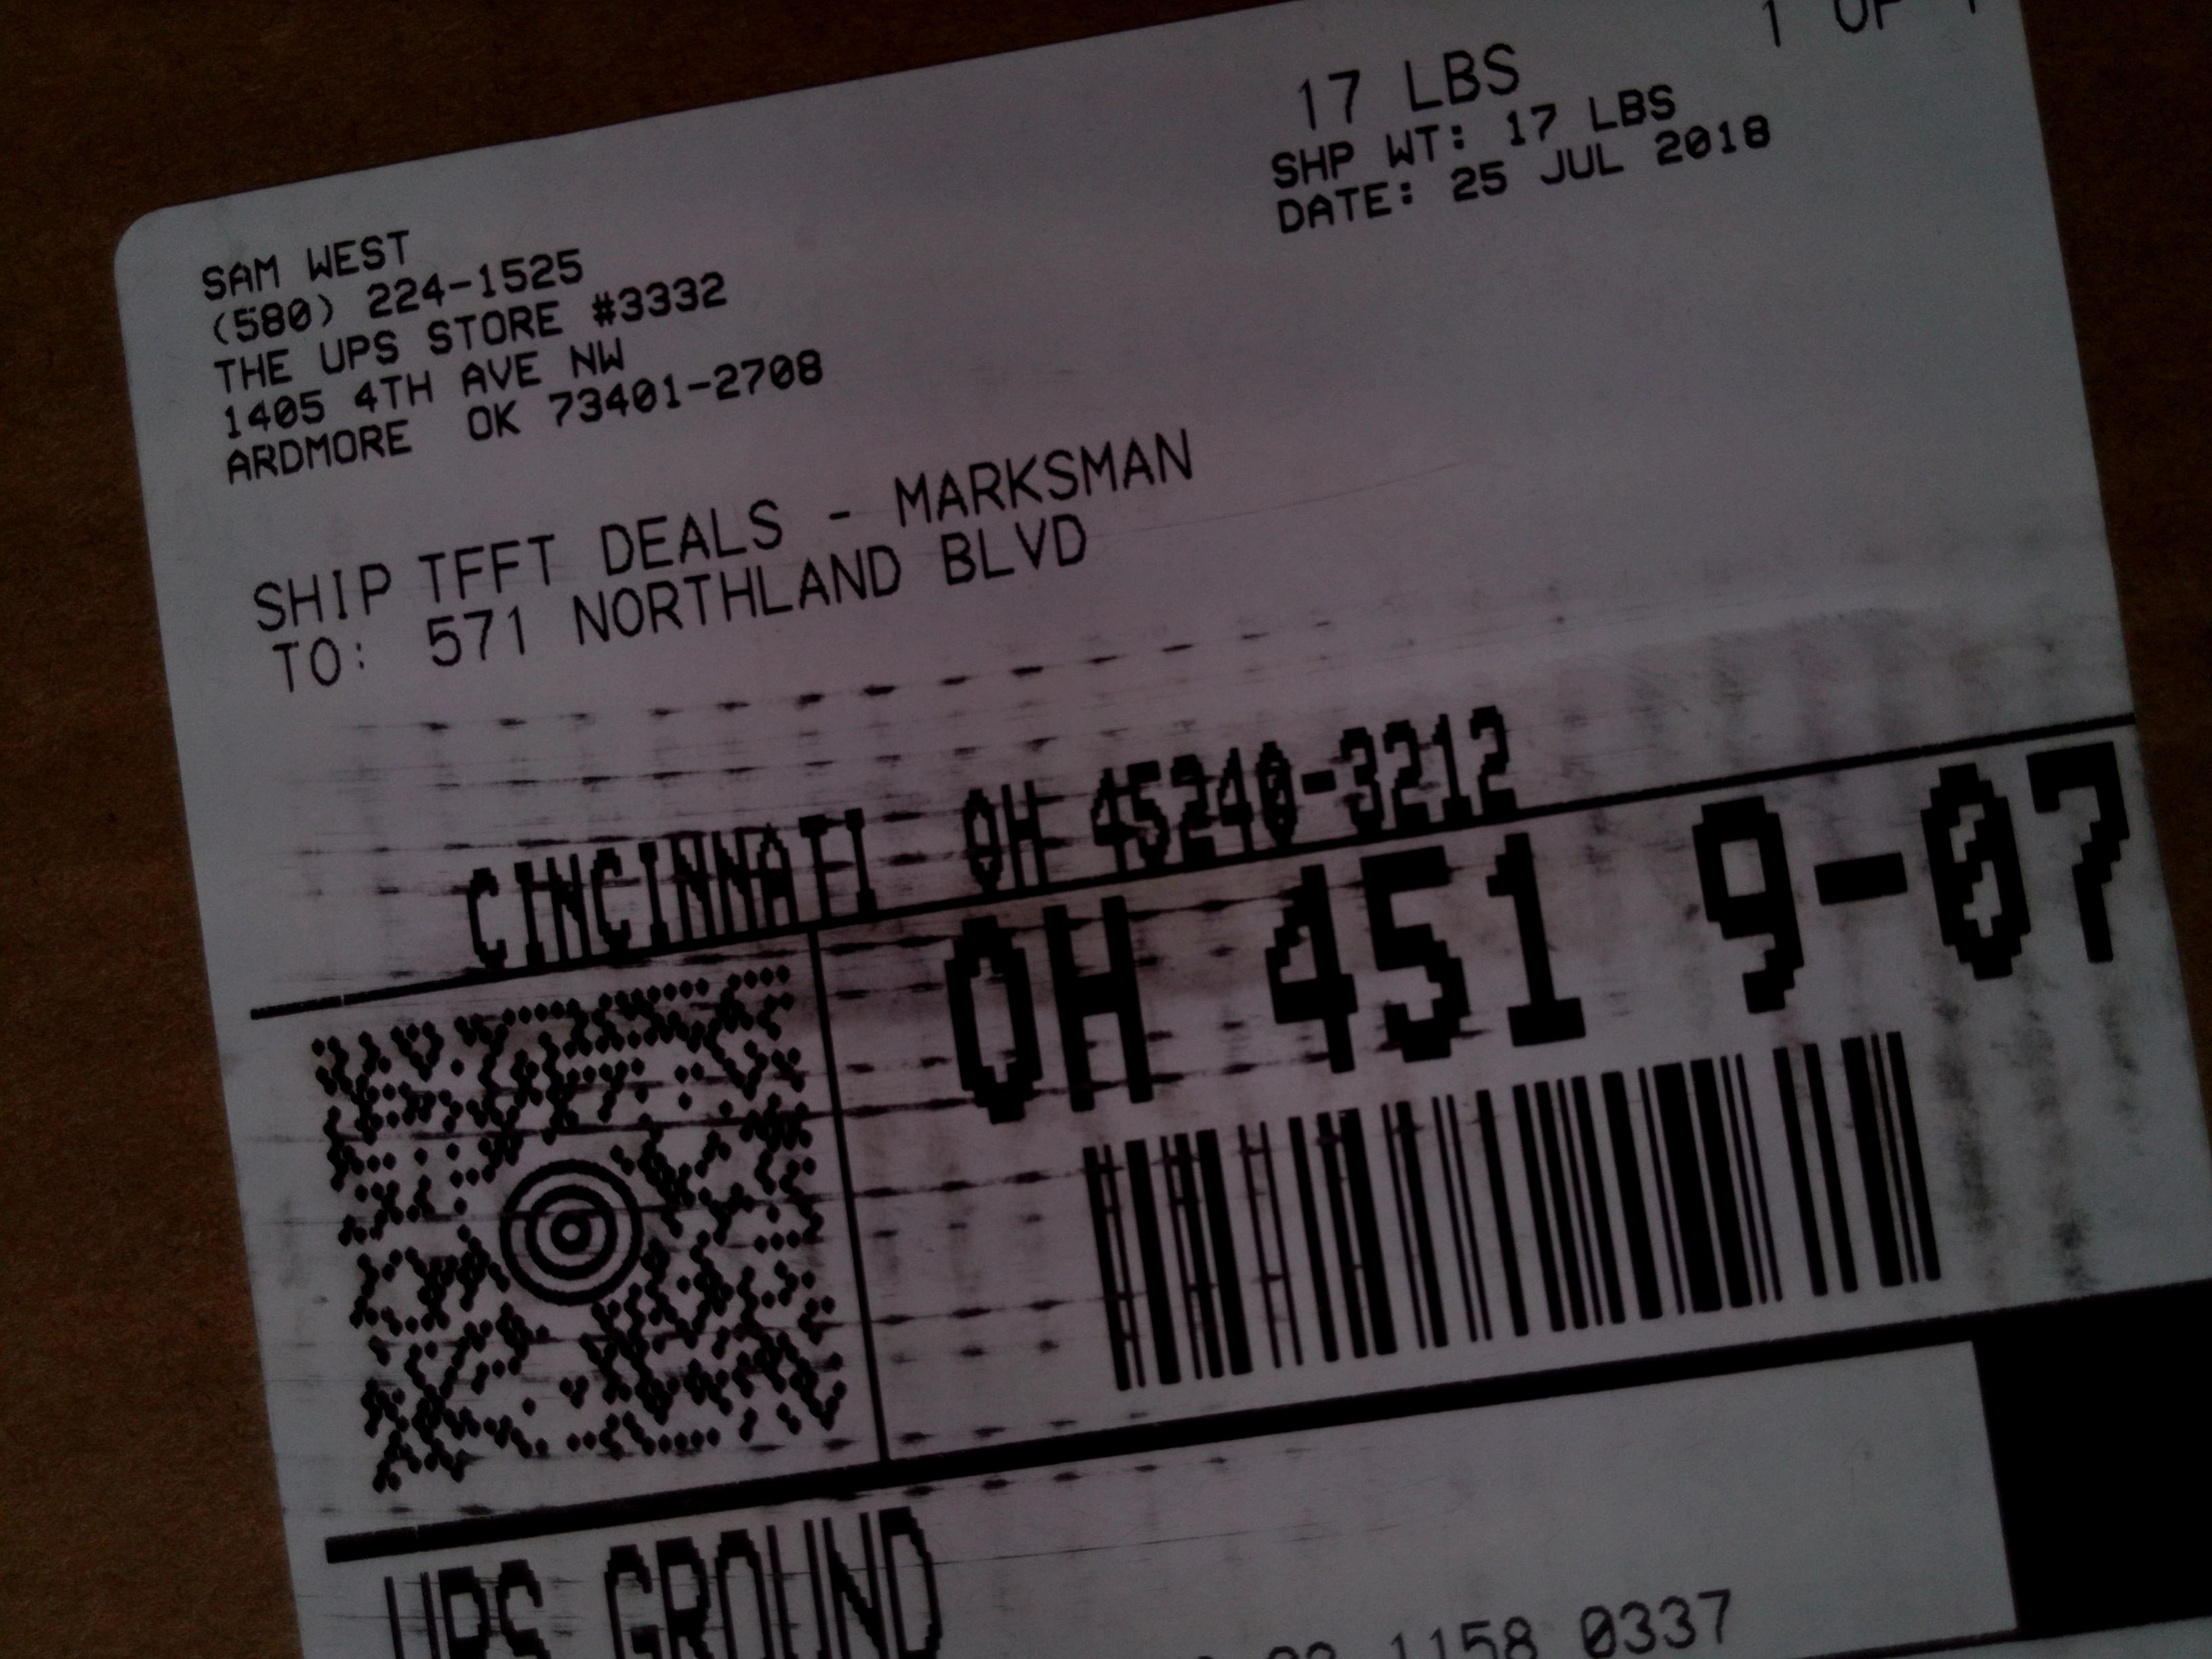 1 OF
17 LBS
SHP WT: 17 LBS
DATE: 25 JUL 2018
SAM WEST
(580) 224-1525
THE UPS STORE #3332
1405 4TH AVE NW
ARDMORE OK 73401-2708
SHIP TFFT DEALS - MARKSMAN
TO: 571 NORTHLAND BLVD
CINCINNATI OH 45240-3212
OH 451 9-07
UPS GROUND
1158 0337